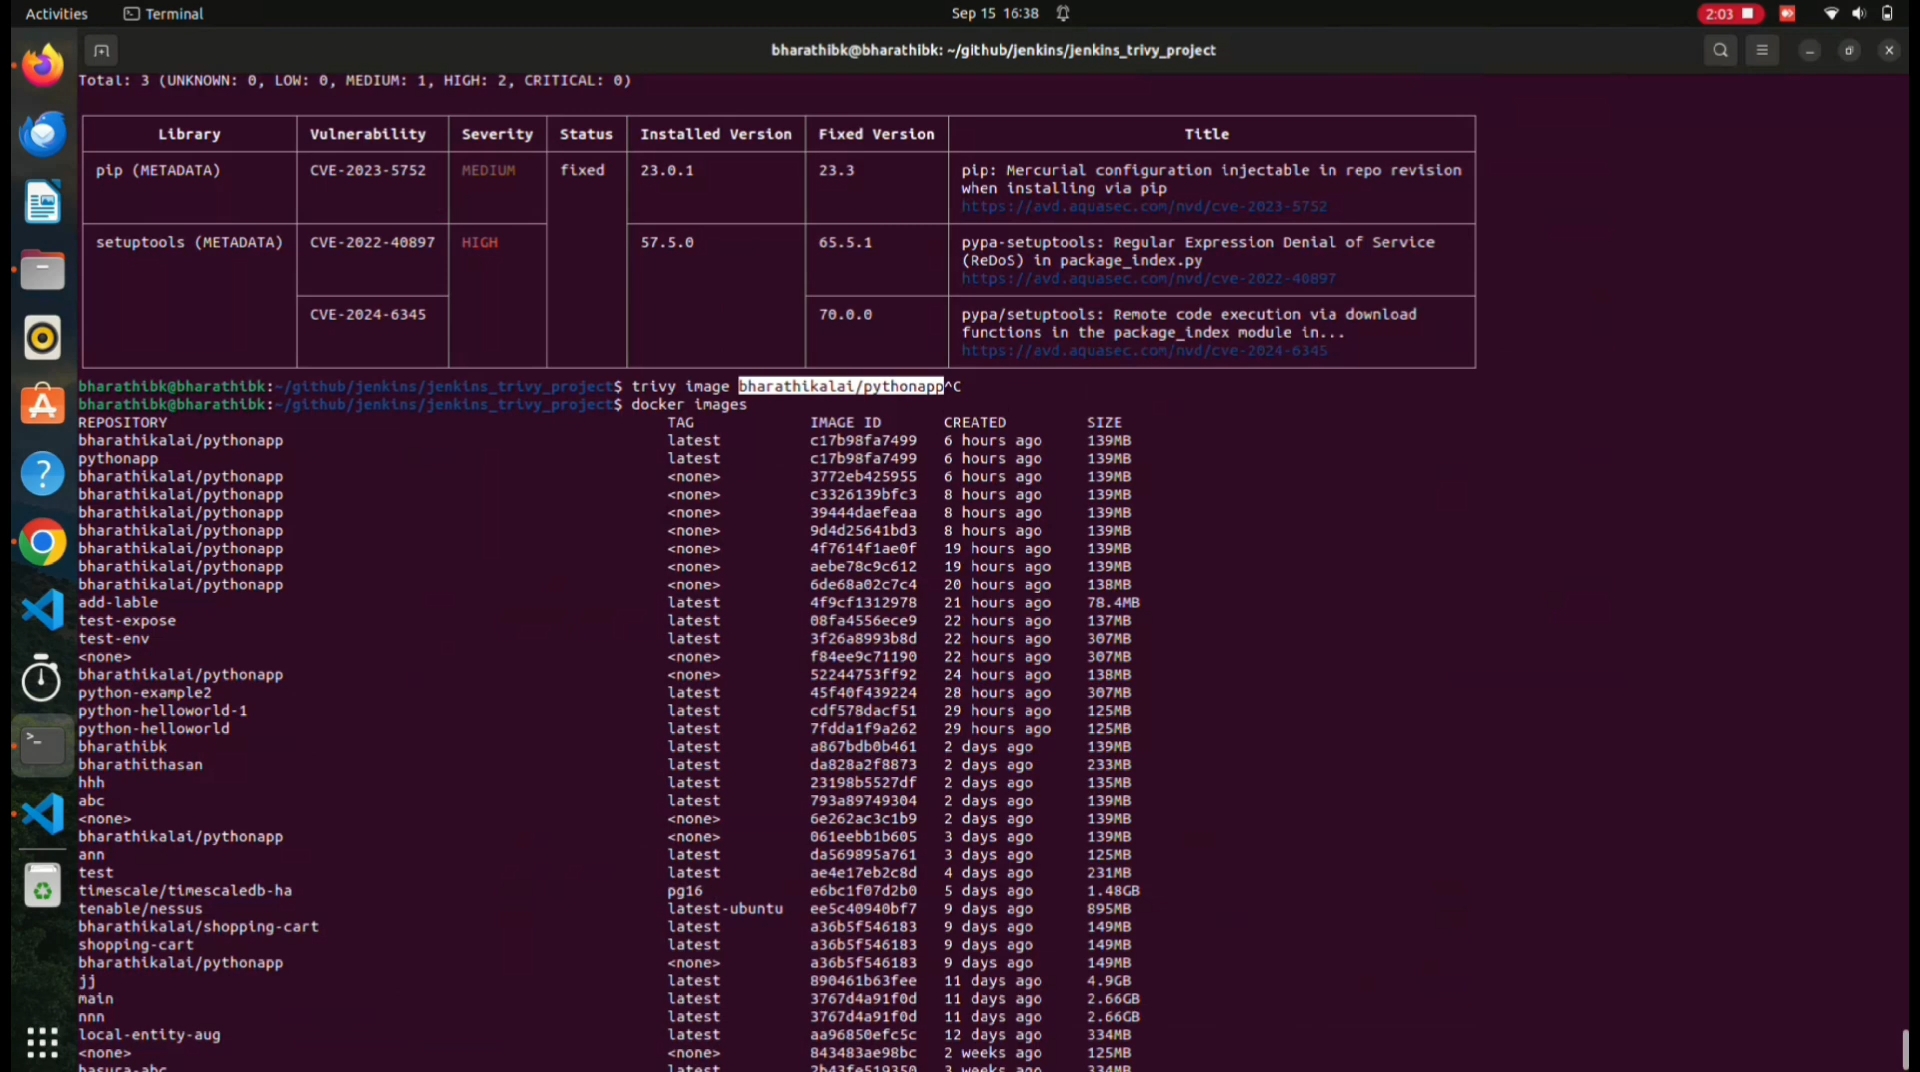 Activities Terminal Sep 15 16:38 2:03
bharathibk@bharathibk: ~/github/jenkins/jenkins_trivy_project
Total: 3 (UNKNOWN: 0, LOW: 0, MEDIUM: 1, HIGH: 2, CRITICAL: 0)
Library Vulnerability Severity Status Installed Version Fixed Version Title
pip (METADATA) CVE-2023-5752 MEDIUM fixed 23.0.1 23.3 pip: Mercurial configuration injectable in repo revision
when installing via pip
https://avd.aquasec.com/nvd/cve-2023-5752
setuptools (METADATA) CVE-2022-40897 HIGH 57.5.0 65.5.1 pypa-setuptools: Regular Expression Denial of Service
(ReDoS) in package_index.py
https://avd.aquasec.com/nvd/cve-2022-40897
CVE-2024-6345 70.0.0 pypa/setuptools: Remote code execution via download
functions in the package_index module in...
https://avd.aquasec.com/nvd/cve-2024-6345
bharathibk@bharathibk:~/github/jenkins/jenkins_trivy_project$ trivy image bharathikalai/pythonapp^C
bharathibk@bharathibk:~/github/jenkins/jenkins_trivy_project$ docker images
REPOSITORY TAG IMAGE ID CREATED SIZE
bharathikalai/pythonapp latest c17b98fa7499 6 hours ago 139MB
pythonapp latest c17b98fa7499 6 hours ago 139MB
bharathikalai/pythonapp <none> 3772eb425955 6 hours ago 139MB
bharathikalai/pythonapp <none> c3326139bfc3 8 hours ago 139MB
bharathikalai/pythonapp <none> 39444daefeaa 8 hours ago 139MB
bharathikalai/pythonapp <none> 9d4d25641bd3 8 hours ago 139MB
bharathikalai/pythonapp <none> 4f7614f1ae0f 19 hours ago 139MB
bharathikalai/pythonapp <none> aebe78c9c612 19 hours ago 139MB
bharathikalai/pythonapp <none> 6de68a02c7c4 20 hours ago 138MB
add-lable latest 4f9cf1312978 21 hours ago 78.4MB
test-expose latest 08fa4556ece9 22 hours ago 137MB
test-env latest 3f26a8993b8d 22 hours ago 307MB
<none> <none> f84ee9c71190 22 hours ago 307MB
bharathikalai/pythonapp <none> 52244753ff92 24 hours ago 138MB
python-example2 latest 45f40f439224 28 hours ago 307MB
python-helloworld-1 latest cdf578dacf51 29 hours ago 125MB
python-helloworld latest 7fdda1f9a262 29 hours ago 125MB
bharathibk latest a867bdb0b461 2 days ago 139MB
bharathithasan latest da828a2f8873 2 days ago 233MB
hhh latest 23198b5527df 2 days ago 135MB
abc latest 793a89749304 2 days ago 139MB
<none> <none> 6e262ac3c1b9 2 days ago 139MB
bharathikalai/pythonapp <none> 061eebb1b605 3 days ago 139MB
ann latest da569895a761 3 days ago 125MB
test latest ae4e17eb2c8d 4 days ago 231MB
timescale/timescaledb-ha pg16 e6bc1f07d2b0 5 days ago 1.48GB
tenable/nessus latest-ubuntu ee5c40940bf7 9 days ago 895MB
bharathikalai/shopping-cart latest a36b5f546183 9 days ago 149MB
shopping-cart latest a36b5f546183 9 days ago 149MB
bharathikalai/pythonapp <none> a36b5f546183 9 days ago 149MB
jj latest 890461b63fee 11 days ago 4.9GB
main latest 3767d4a91f0d 11 days ago 2.66GB
nnn latest 3767d4a91f0d 11 days ago 2.66GB
local-entity-aug latest aa96850efc5c 12 days ago 334MB
<none> <none> 843483ae98bc 2 weeks ago 125MB
hasura-abc latest 2b43fe519350 3 weeks ago 334MB